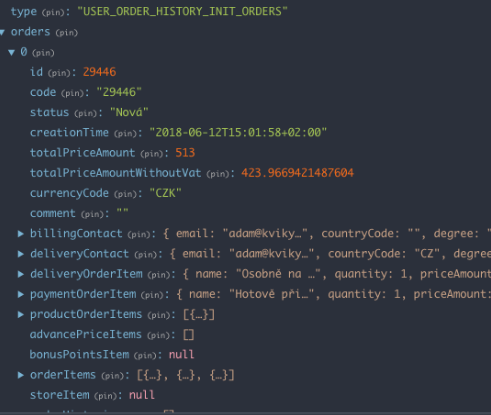 type (pin): "USER_ORDER_HISTORY_INIT_ORDERS"
▼ orders (pin)
▼ 0 (pin)
id (pin): 29446
code (pin): "29446"
status (pin): "Nová"
creationTime (pin): "2018-06-12T15:01:58+02:00"
totalPriceAmount (pin): 513
totalPriceAmountWithoutVat (pin): 423.9669421487604
currencyCode (pin): "CZK"
comment (pin): ""
▶ billingContact (pin): { email: "adam@kviky…", countryCode: "", degree: "
▶ deliveryContact (pin): { email: "adam@kviky…", countryCode: "CZ", degree:
▶ deliveryOrderItem (pin): { name: "Osobně na …", quantity: 1, priceAmount
▶ paymentOrderItem (pin): { name: "Hotově při…", quantity: 1, priceAmount:
▶ productOrderItems (pin): [{…}]
advancePriceItems (pin): []
bonusPointsItem (pin): null
▶ orderItems (pin): [{…}, {…}, {…}]
storeItem (pin): null